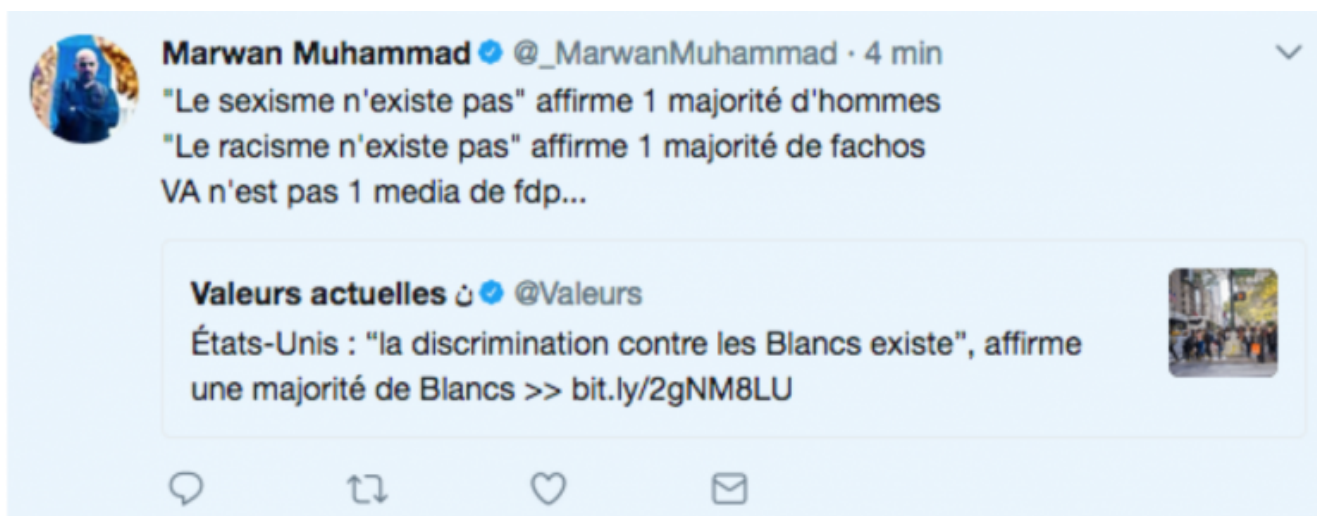 Marwan Muhammad @_MarwanMuhammad · 4 min
"Le sexisme n'existe pas" affirme 1 majorité d'hommes
"Le racisme n'existe pas" affirme 1 majorité de fachos
VA n'est pas 1 media de fdp...
Valeurs actuelles ن @Valeurs
États-Unis : “la discrimination contre les Blancs existe”, affirme
une majorité de Blancs >> bit.ly/2gNM8LU